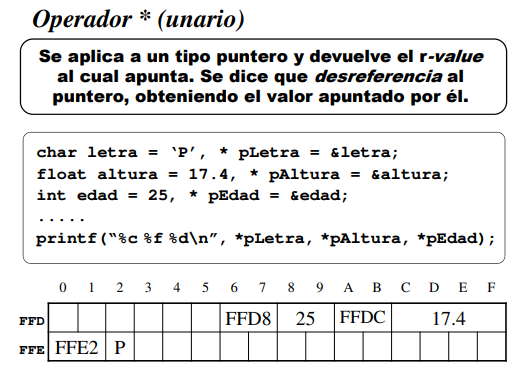 Operador * (unario)
Se aplica a un tipo puntero y devuelve el r-value
al cual apunta. Se dice que desreferencia al
puntero, obteniendo el valor apuntado por él.
char letra = ‘P’, * pLetra = &letra;
float altura = 17.4, * pAltura = &altura;
int edad = 25, * pEdad = &edad;
.....
printf(“%c %f %d\n”, *pLetra, *pAltura, *pEdad);
0 1 2 3 4 5 6 7 8 9 A B C D E F
FFD FFD8 25 FFDC 17.4
FFE FFE2 P